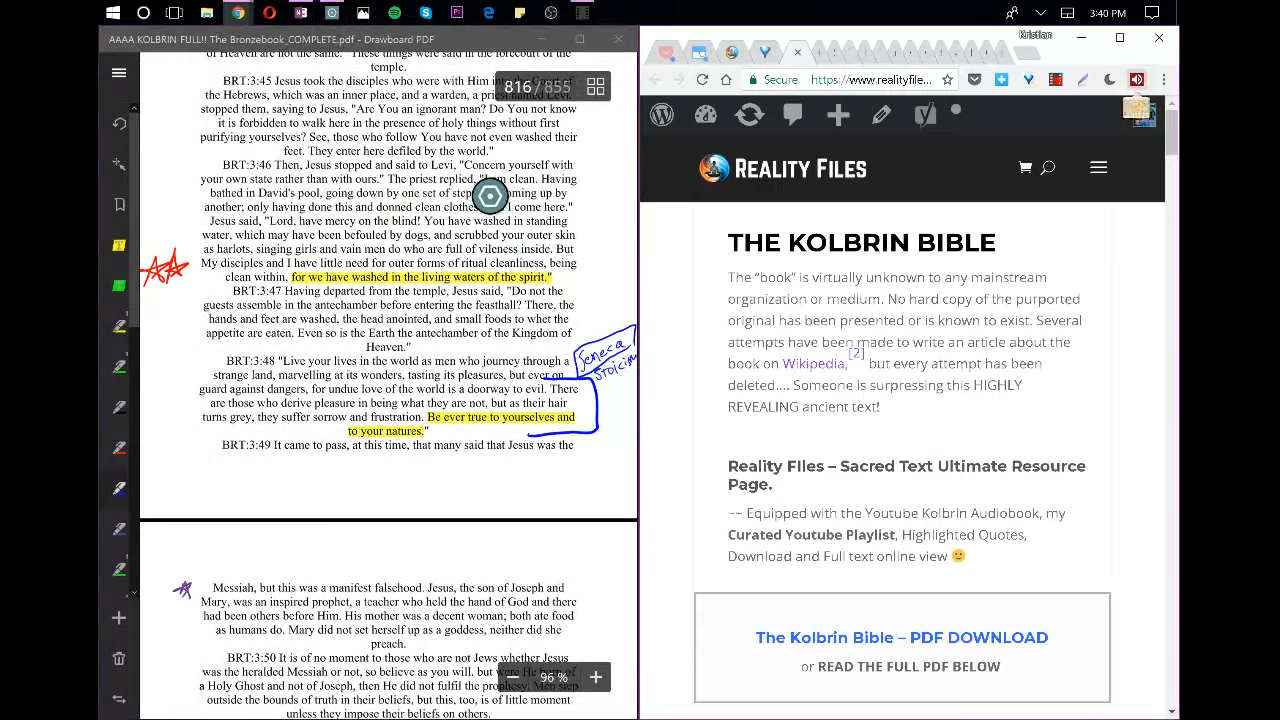 3:40 PM
AAAA KOLBRIN FULL!! The Bronzebook_COMPLETE.pdf - Drawboard PDF
816 / 855
of Heaven are not the same. These things were said in the forecourt of the
temple.
BRT:3:45 Jesus took the disciples who were with Him into the Court of
the Hebrews, which was an inner place, and a warden, a priest named Levi,
stopped them, saying to Jesus, "Are You an ignorant man? Do You not know
it is forbidden to walk here in the presence of holy things without first
purifying yourselves? See, those who follow You have not even washed their
feet. They enter here defiled by the world."
BRT:3:46 Then, Jesus stopped and said to Levi, "Concern yourself with
your own state rather than with ours." The priest replied, "I am clean. Having
bathed in David's pool, going down by one set of steps coming up by
another; only having done this and donned clean clothes I come here."
Jesus said, "Lord, have mercy on the blind! You have washed in standing
water, which may have been befouled by dogs, and scrubbed your outer skin
as harlots, singing girls and vain men do who are full of vileness inside. But
My disciples and I have little need for outer forms of ritual cleanliness, being
clean within, for we have washed in the living waters of the spirit."
BRT:3:47 Having departed from the temple, Jesus said, "Do not the
guests assemble in the antechamber before entering the feasthall? There, the
hands and feet are washed, the head anointed, and small foods to whet the
appetite are eaten. Even so is the Earth the antechamber of the Kingdom of
Heaven."
BRT:3:48 "Live your lives in the world as men who journey through a
strange land, marvelling at its wonders, tasting its pleasures, but ever on
guard against dangers, for undue love of the world is a doorway to evil. There
are those who derive pleasure in being what they are not, but as their hair
turns grey, they suffer sorrow and frustration. Be ever true to yourselves and
to your natures."
Seneca
Stoicism
BRT:3:49 It came to pass, at this time, that many said that Jesus was the
Messiah, but this was a manifest falsehood. Jesus, the son of Joseph and
Mary, was an inspired prophet, a teacher who held the hand of God and there
had been others before Him. His mother was a decent woman; both ate food
as humans do. Mary did not set herself up as a goddess, neither did she
preach.
BRT:3:50 It is of no moment to those who are not Jews whether Jesus
was the heralded Messiah or not, so believe as you will, but were He born of
a Holy Ghost and not of Joseph, then He did not fulfil the prophesy. Men step
outside the bounds of truth in their beliefs, but this, too, is of little moment
unless they impose their beliefs on others.
96 %
Kristian
Secure https://www.realityfile...
REALITY FILES
THE KOLBRIN BIBLE
The “book” is virtually unknown to any mainstream
organization or medium. No hard copy of the purported
original has been presented or is known to exist. Several
attempts have been made to write an article about the
book on Wikipedia,[2] but every attempt has been
deleted.... Someone is surpressing this HIGHLY
REVEALING ancient text!
Reality FIles – Sacred Text Ultimate Resource
Page.
~~ Equipped with the Youtube Kolbrin Audiobook, my
Curated Youtube Playlist, Highlighted Quotes,
Download and Full text online view 🙂
The Kolbrin Bible – PDF DOWNLOAD
or READ THE FULL PDF BELOW